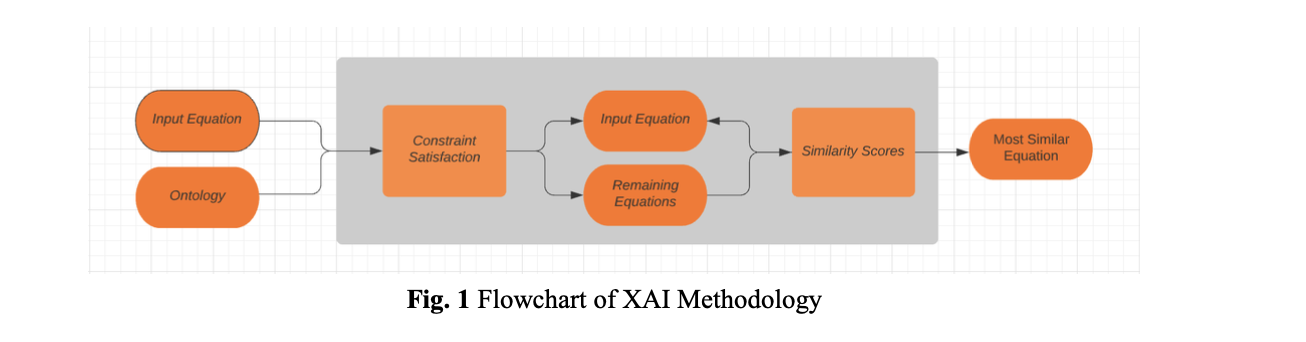 Input Equation
Ontology
Constraint
Satisfaction
Input Equation
Remaining
Equations
Similarity Scores
Most Similar
Equation
Fig. 1 Flowchart of XAI Methodology